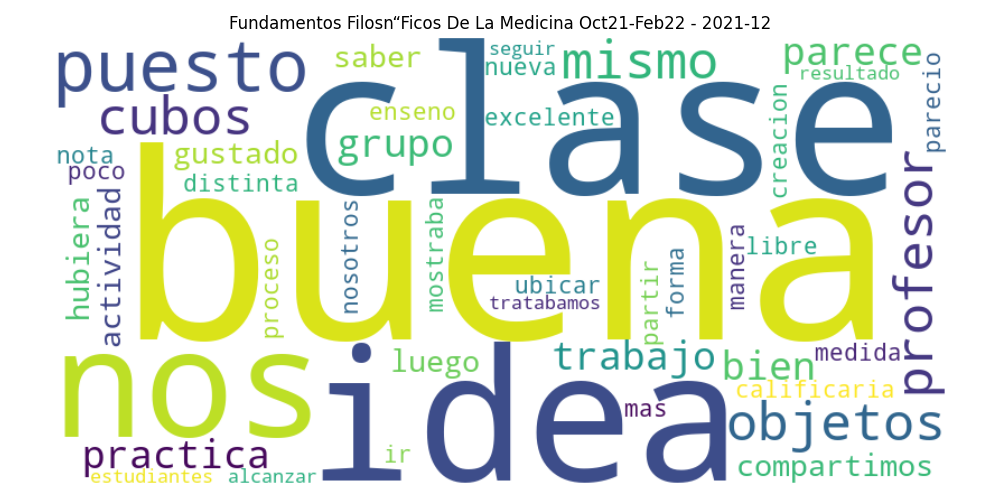 Fundamentos Filosn“Ficos De La Medicina Oct21-Feb22 - 2021-12
puesto
saber
clase
seguir
nueva
mismo
parece
resultado
parecio
cubos
enseno
excelente
grupo
creacion
nota
poco
gustado
distinta
buena
profesor
hubiera
actividad
proceso
nosotros
mostraba
ubicar
tratabamos
partir
forma
manera
libre
nos
idea
luego
trabajo
bien
medida
calificaria
mas
objetos
practica
ir
estudiantes
alcanzar
compartimos